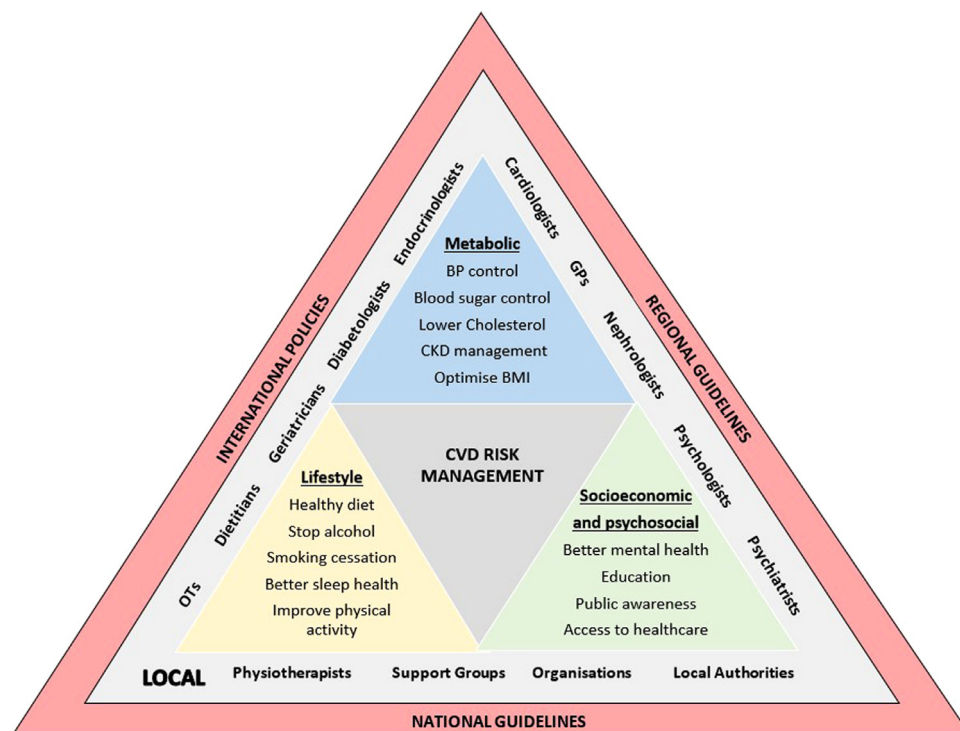 INTERNATIONAL POLICIES
REGIONAL GUIDELINES
NATIONAL GUIDELINES
Endocrinologists
Diabetologists
Geriatricians
Dietitians
OTs
Cardiologists
GPs
Nephrologists
Psychologists
Psychiatrists
Metabolic
BP control
Blood sugar control
Lower Cholesterol
CKD management
Optimise BMI
CVD RISK
MANAGEMENT
Lifestyle
Healthy diet
Stop alcohol
Smoking cessation
Better sleep health
Improve physical
activity
Socioeconomic
and psychosocial
Better mental health
Education
Public awareness
Access to healthcare
LOCAL
Physiotherapists
Support Groups
Organisations
Local Authorities